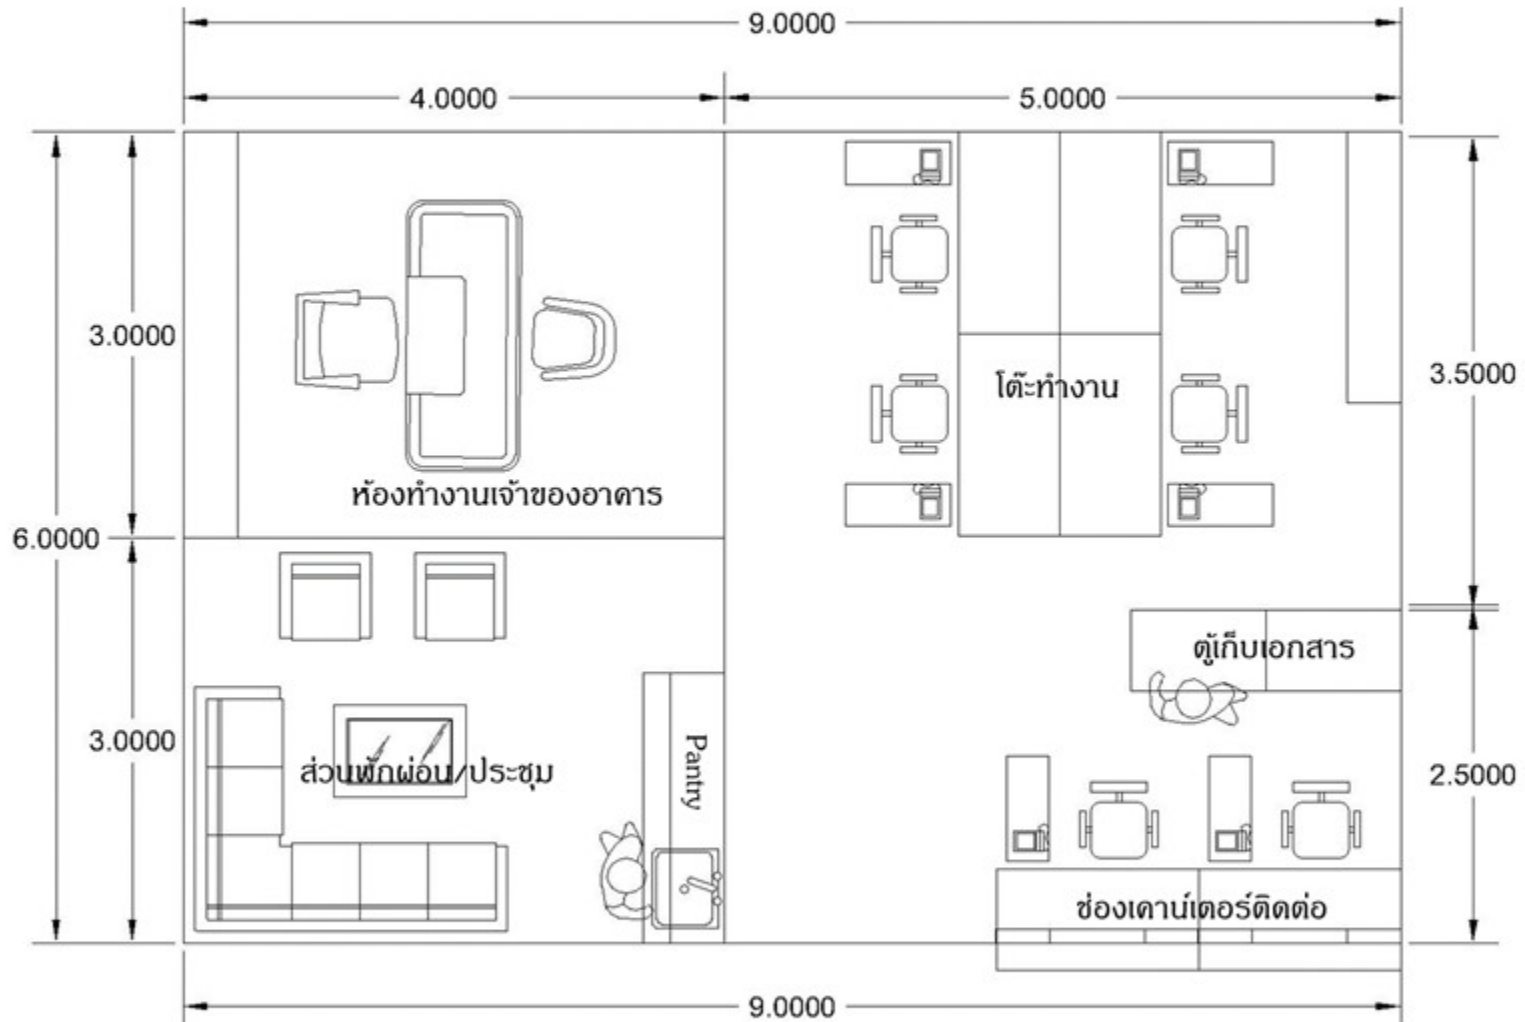 9.0000
4.0000
5.0000
3.0000
โต๊ะทำงาน
3.5000
ห้องทำงานเจ้าของอาคาร
6.0000
ตู้เก็บเอกสาร
3.0000
ส่วนพักผ่อน/ประชุม
Pantry
2.5000
ช่องเคาน์เตอร์ติดต่อ
9.0000